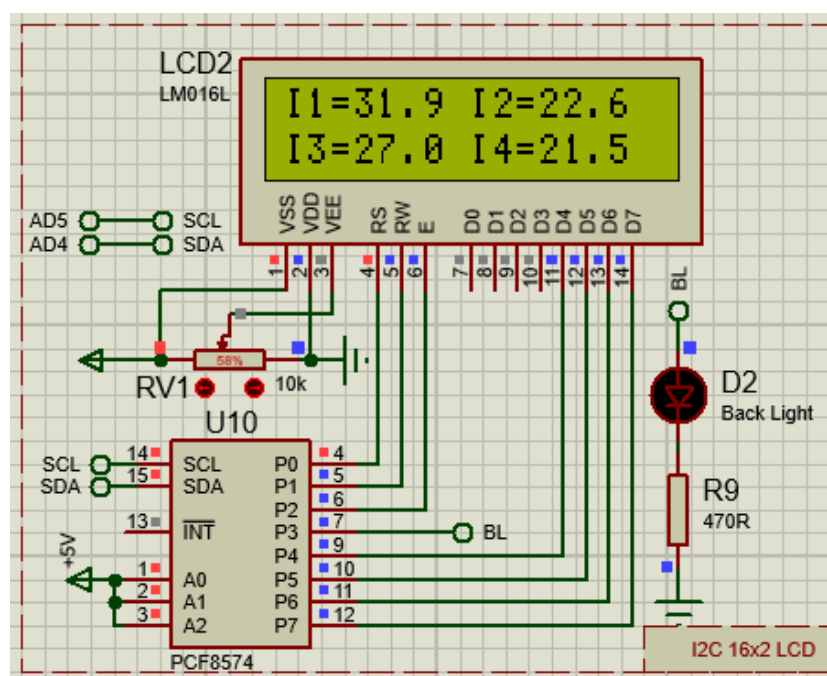 LCD2
LM016L
I1=31.9 I2=22.6
I3=27.0 I4=21.5
AD5 SCL
AD4 SDA
VSS VDD VEE RS RW E D0 D1 D2 D3 D4 D5 D6 D7
1 2 3 4 5 6 7 8 9 10 11 12 13 14
BL
58%
RV1 10k
D2
Back Light
U10
SCL 14 SCL P0 4
SDA 15 SDA P1 5
P2 6
13 INT P3 7 BL
P4 9
+5V
1 A0 P5 10
2 A1 P6 11
3 A2 P7 12
PCF8574
R9
470R
I2C 16x2 LCD